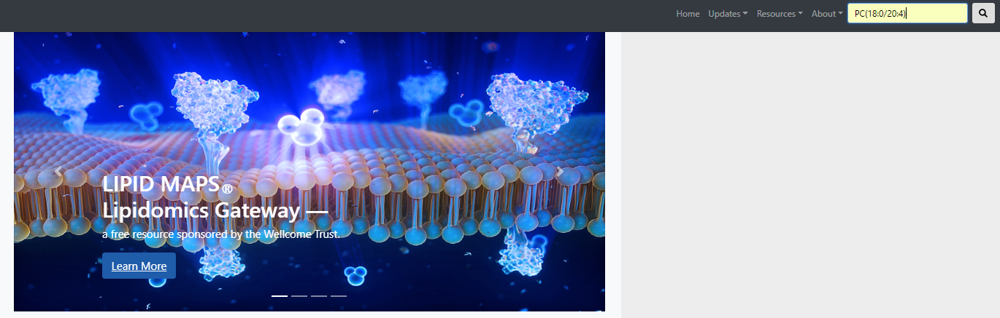 Home Updates Resources About PC(18:0/20:4)
LIPID MAPS®
Lipidomics Gateway —
a free resource sponsored by the Wellcome Trust.
Learn More